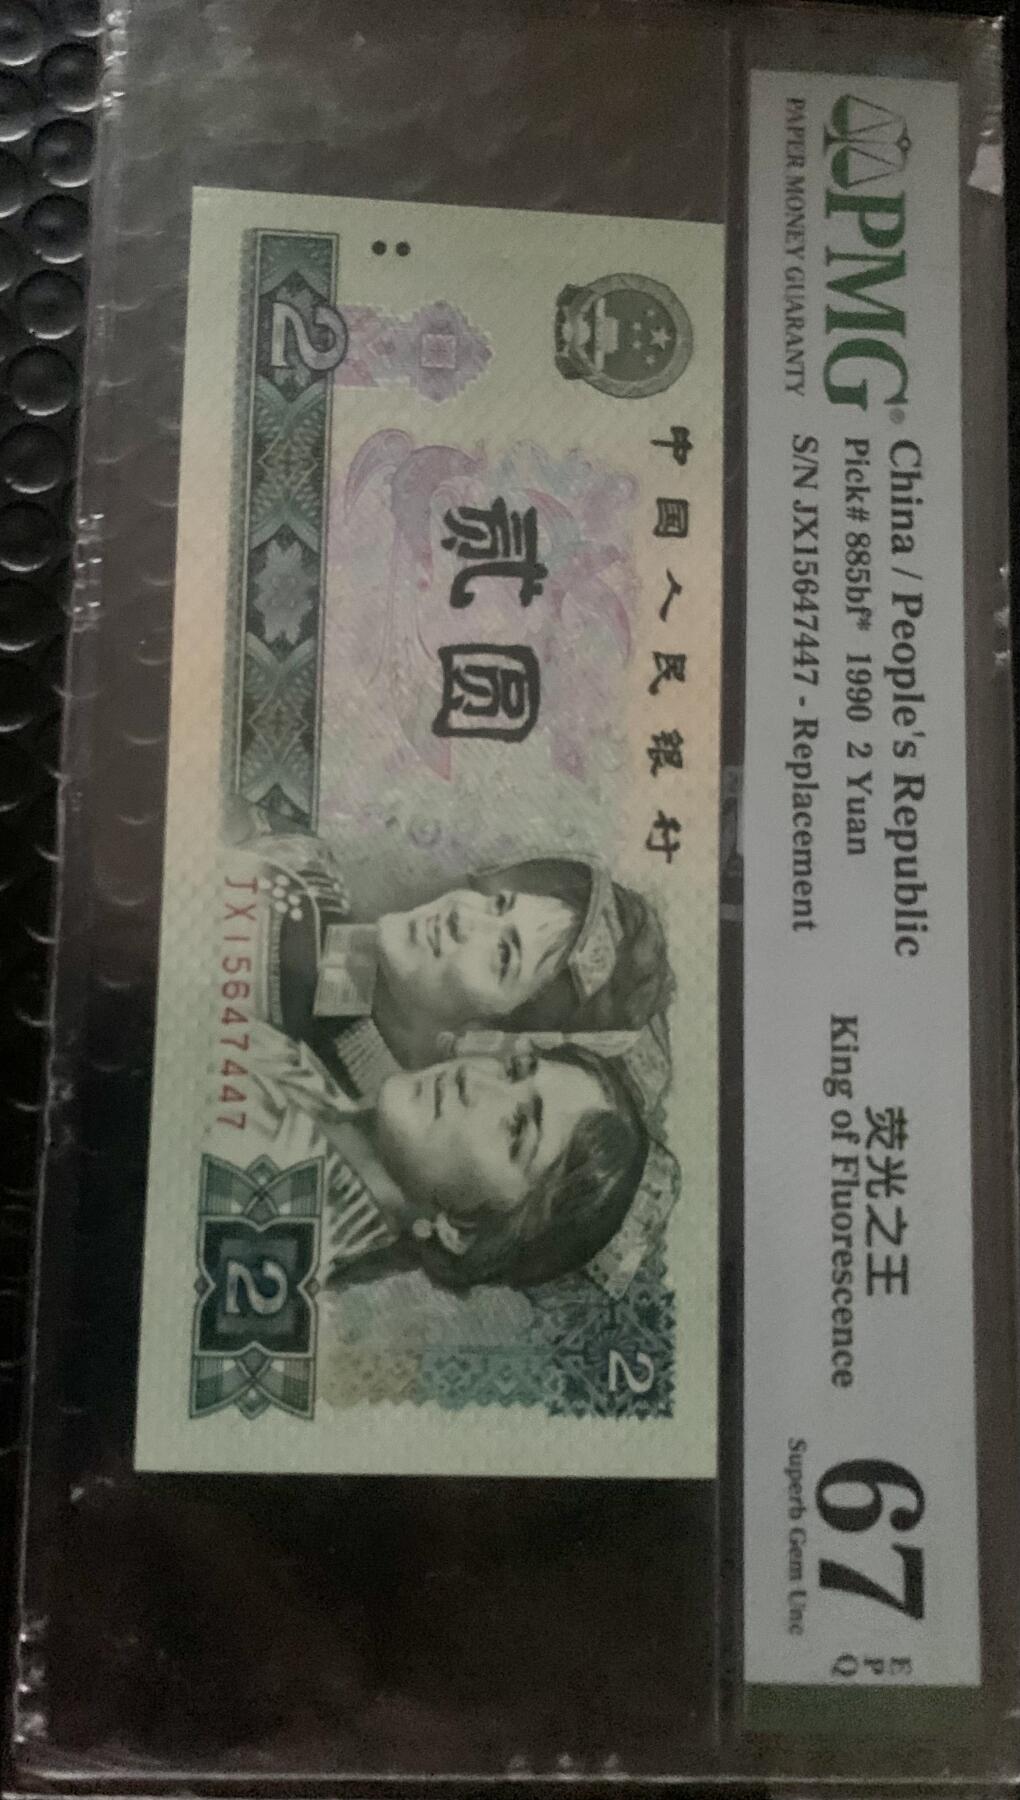 PMG®
PAPER MONEY GUARANTY
China / People's Republic
Pick# 885bf* 1990 2 Yuan
S/N JX15647447 - Replacement
荧光之王
King of Fluorescence
67
EPQ
Superb Gem Unc
中国人民银行
贰圆
2
JX15647447
2
2